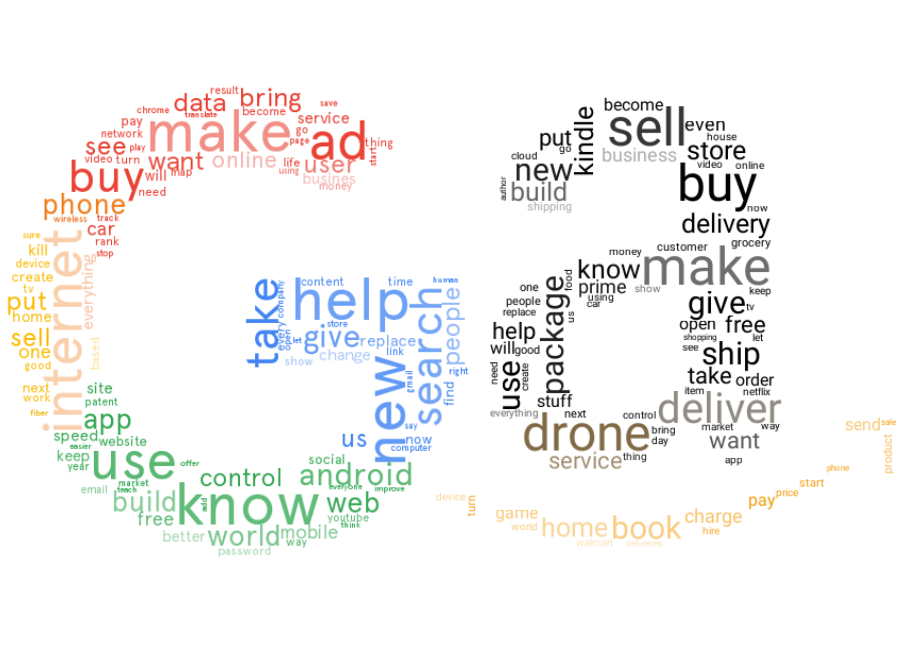 result
bring
data
save
chrome
translate
become
service
pay
network
make
go
page
ad
thing
see
play
start
video
turn
want
online
life
using
user
will
map
busines
money
buy
need
phone
wireless
track
car
rank
stop
sure
kill
device
create
tv
put
home
sell
one
good
next
work
fiber
internet
everything
based
site
patent
app
speed
website
easier
keep
year
use
offer
market
teach
email
build
free
know
add
control
social
android
everyone
improve
web
youtube
think
better
world
mobile
way
password
take
every
company
open
content
time
human
help
store
let
give
replace
link
show
change
search
people
right
gmail
new
find
say
now
computer
us
become
kindle
put
go
sell
even
house
cloud
business
store
new
video
online
author
build
shipping
buy
now
delivery
grocery
money
customer
know
make
food
prime
show
keep
using
car
one
people
replace
package
us
give
tv
open
free
help
shopping
let
will
good
see
ship
need
use
create
take
order
item
netflix
stuff
everything
next
control
deliver
drone
bring
day
market
way
want
service
thing
app
send
sale
product
phone
start
price
pay
device
turn
game
world
home
book
charge
hire
walmart
deliveries